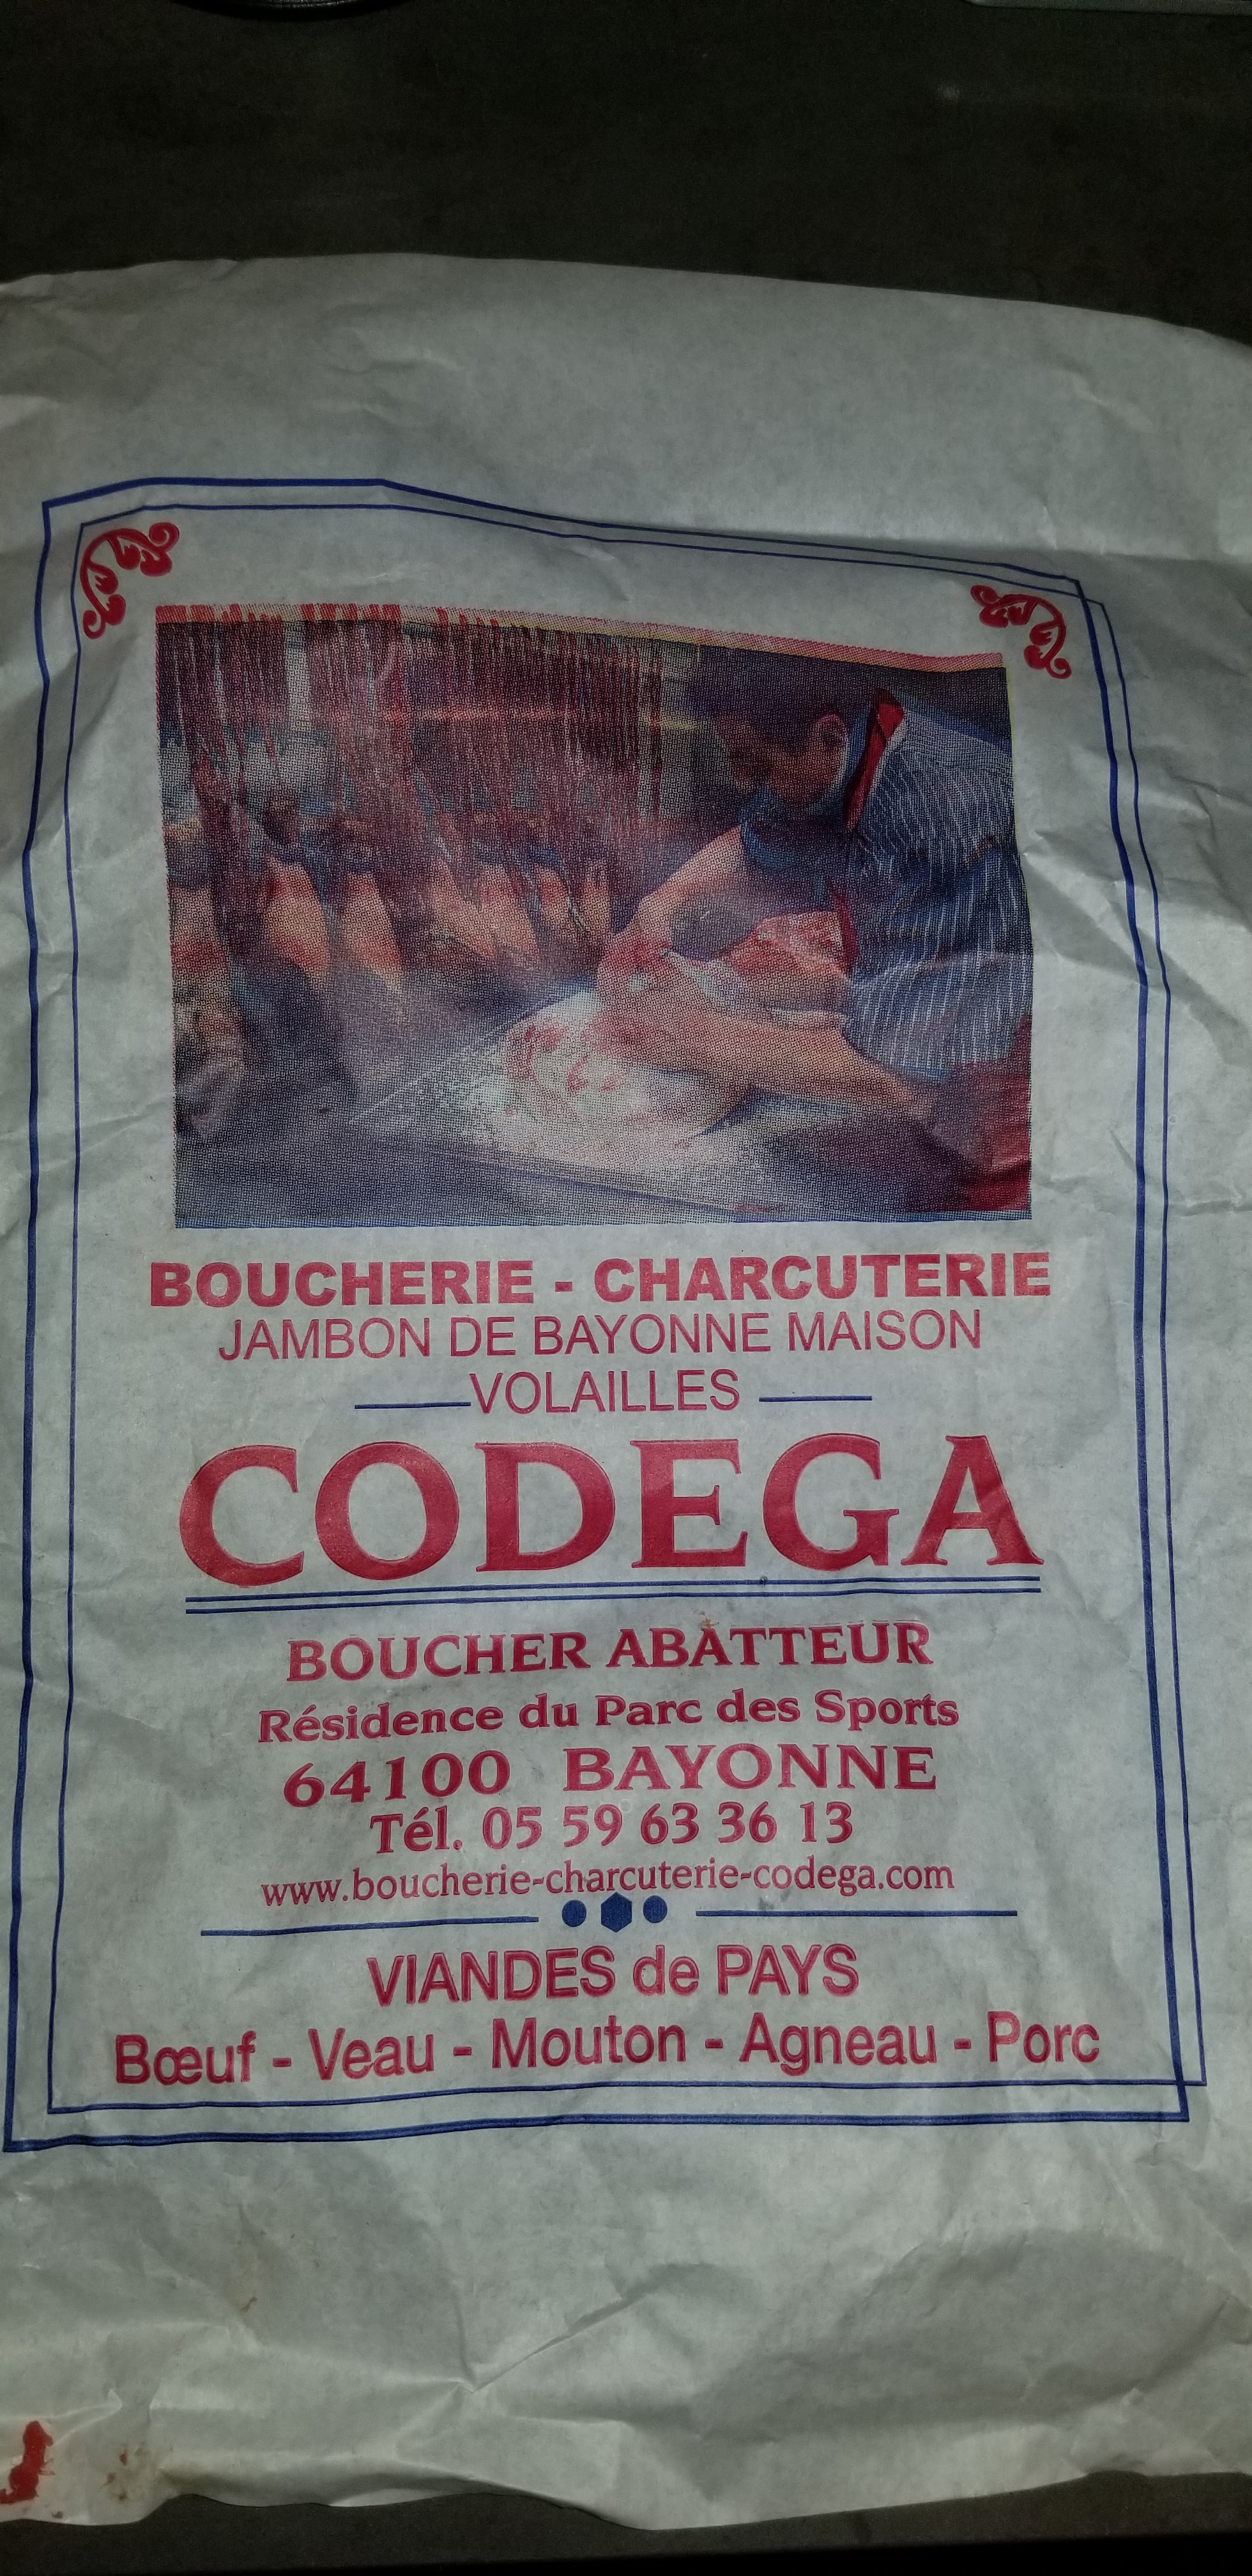 BOUCHERIE - CHARCUTERIE
JAMBON DE BAYONNE MAISON
VOLAILLES
CODEGA
BOUCHER ABATTEUR
Résidence du Parc des Sports
64100 BAYONNE
Tél. 05 59 63 36 13
www.boucherie-charcuterie-codega.com
VIANDES de PAYS
Bœuf - Veau - Mouton - Agneau - Porc